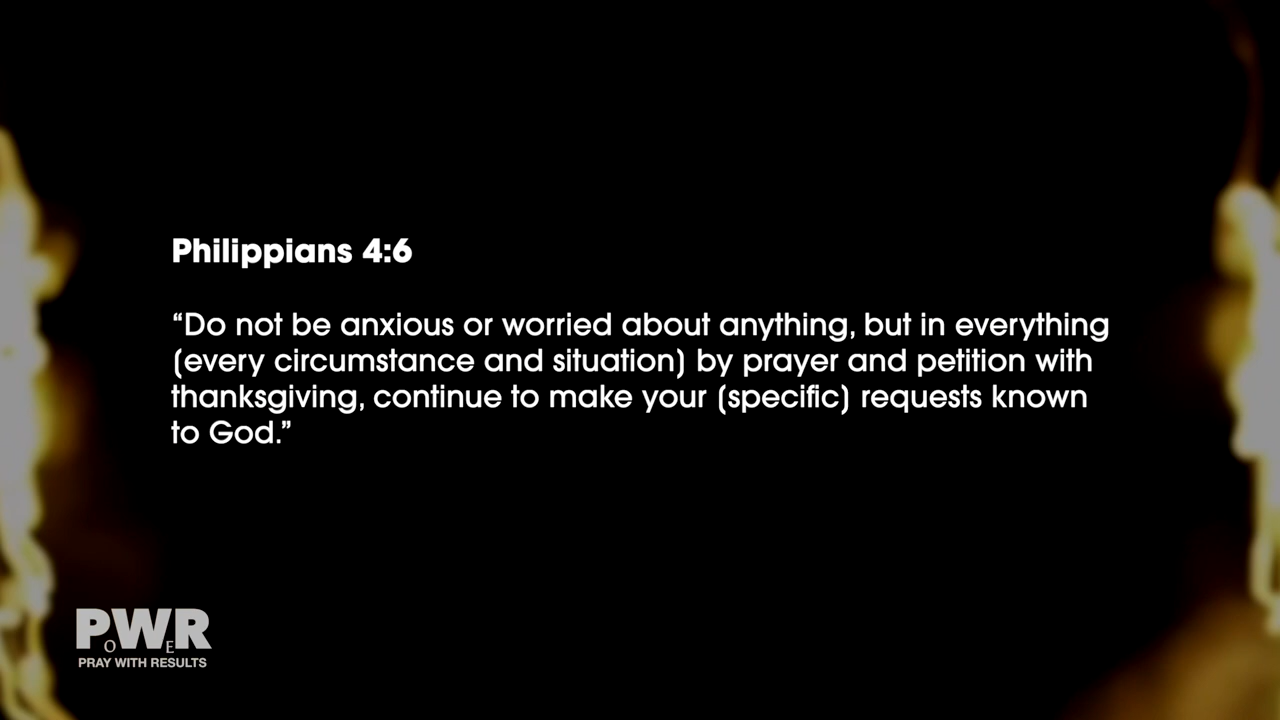 Philippians 4:6
“Do not be anxious or worried about anything, but in everything
(every circumstance and situation) by prayer and petition with
thanksgiving, continue to make your (specific) requests known
to God.”
POWER
PRAY WITH RESULTS